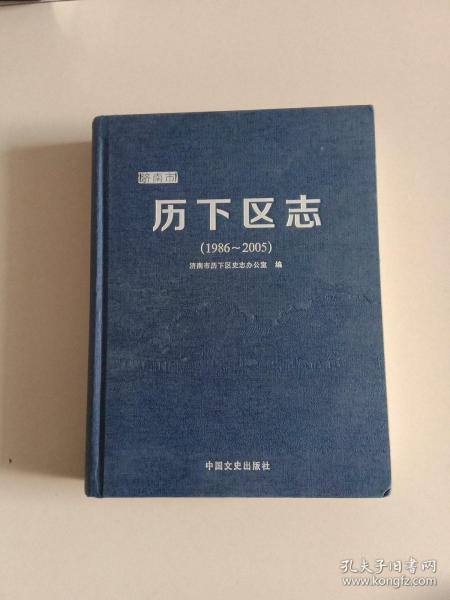 济南市
历下区志
(1986～2005)
济南市历下区史志办公室 编
中国文史出版社
孔夫子旧书网
www.kongfz.com